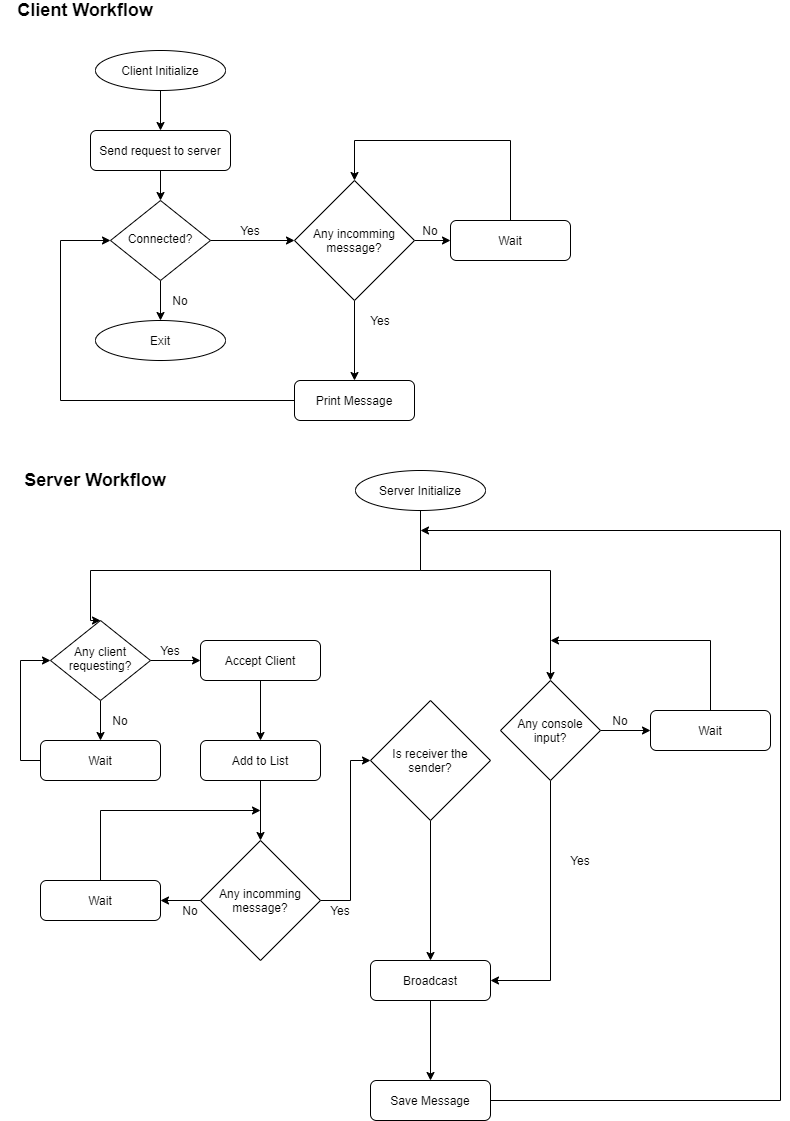 Client Workflow
Client Initialize
Send request to server
Connected?
Yes
Any incomming
message?
No
Wait
No
Yes
Exit
Print Message
Server Workflow
Server Initialize
Any client
requesting?
Yes
Accept Client
No
Wait
Add to List
Is receiver the
sender?
Any console
input?
No
Wait
Yes
Wait
No
Any incomming
message?
Yes
Broadcast
Save Message